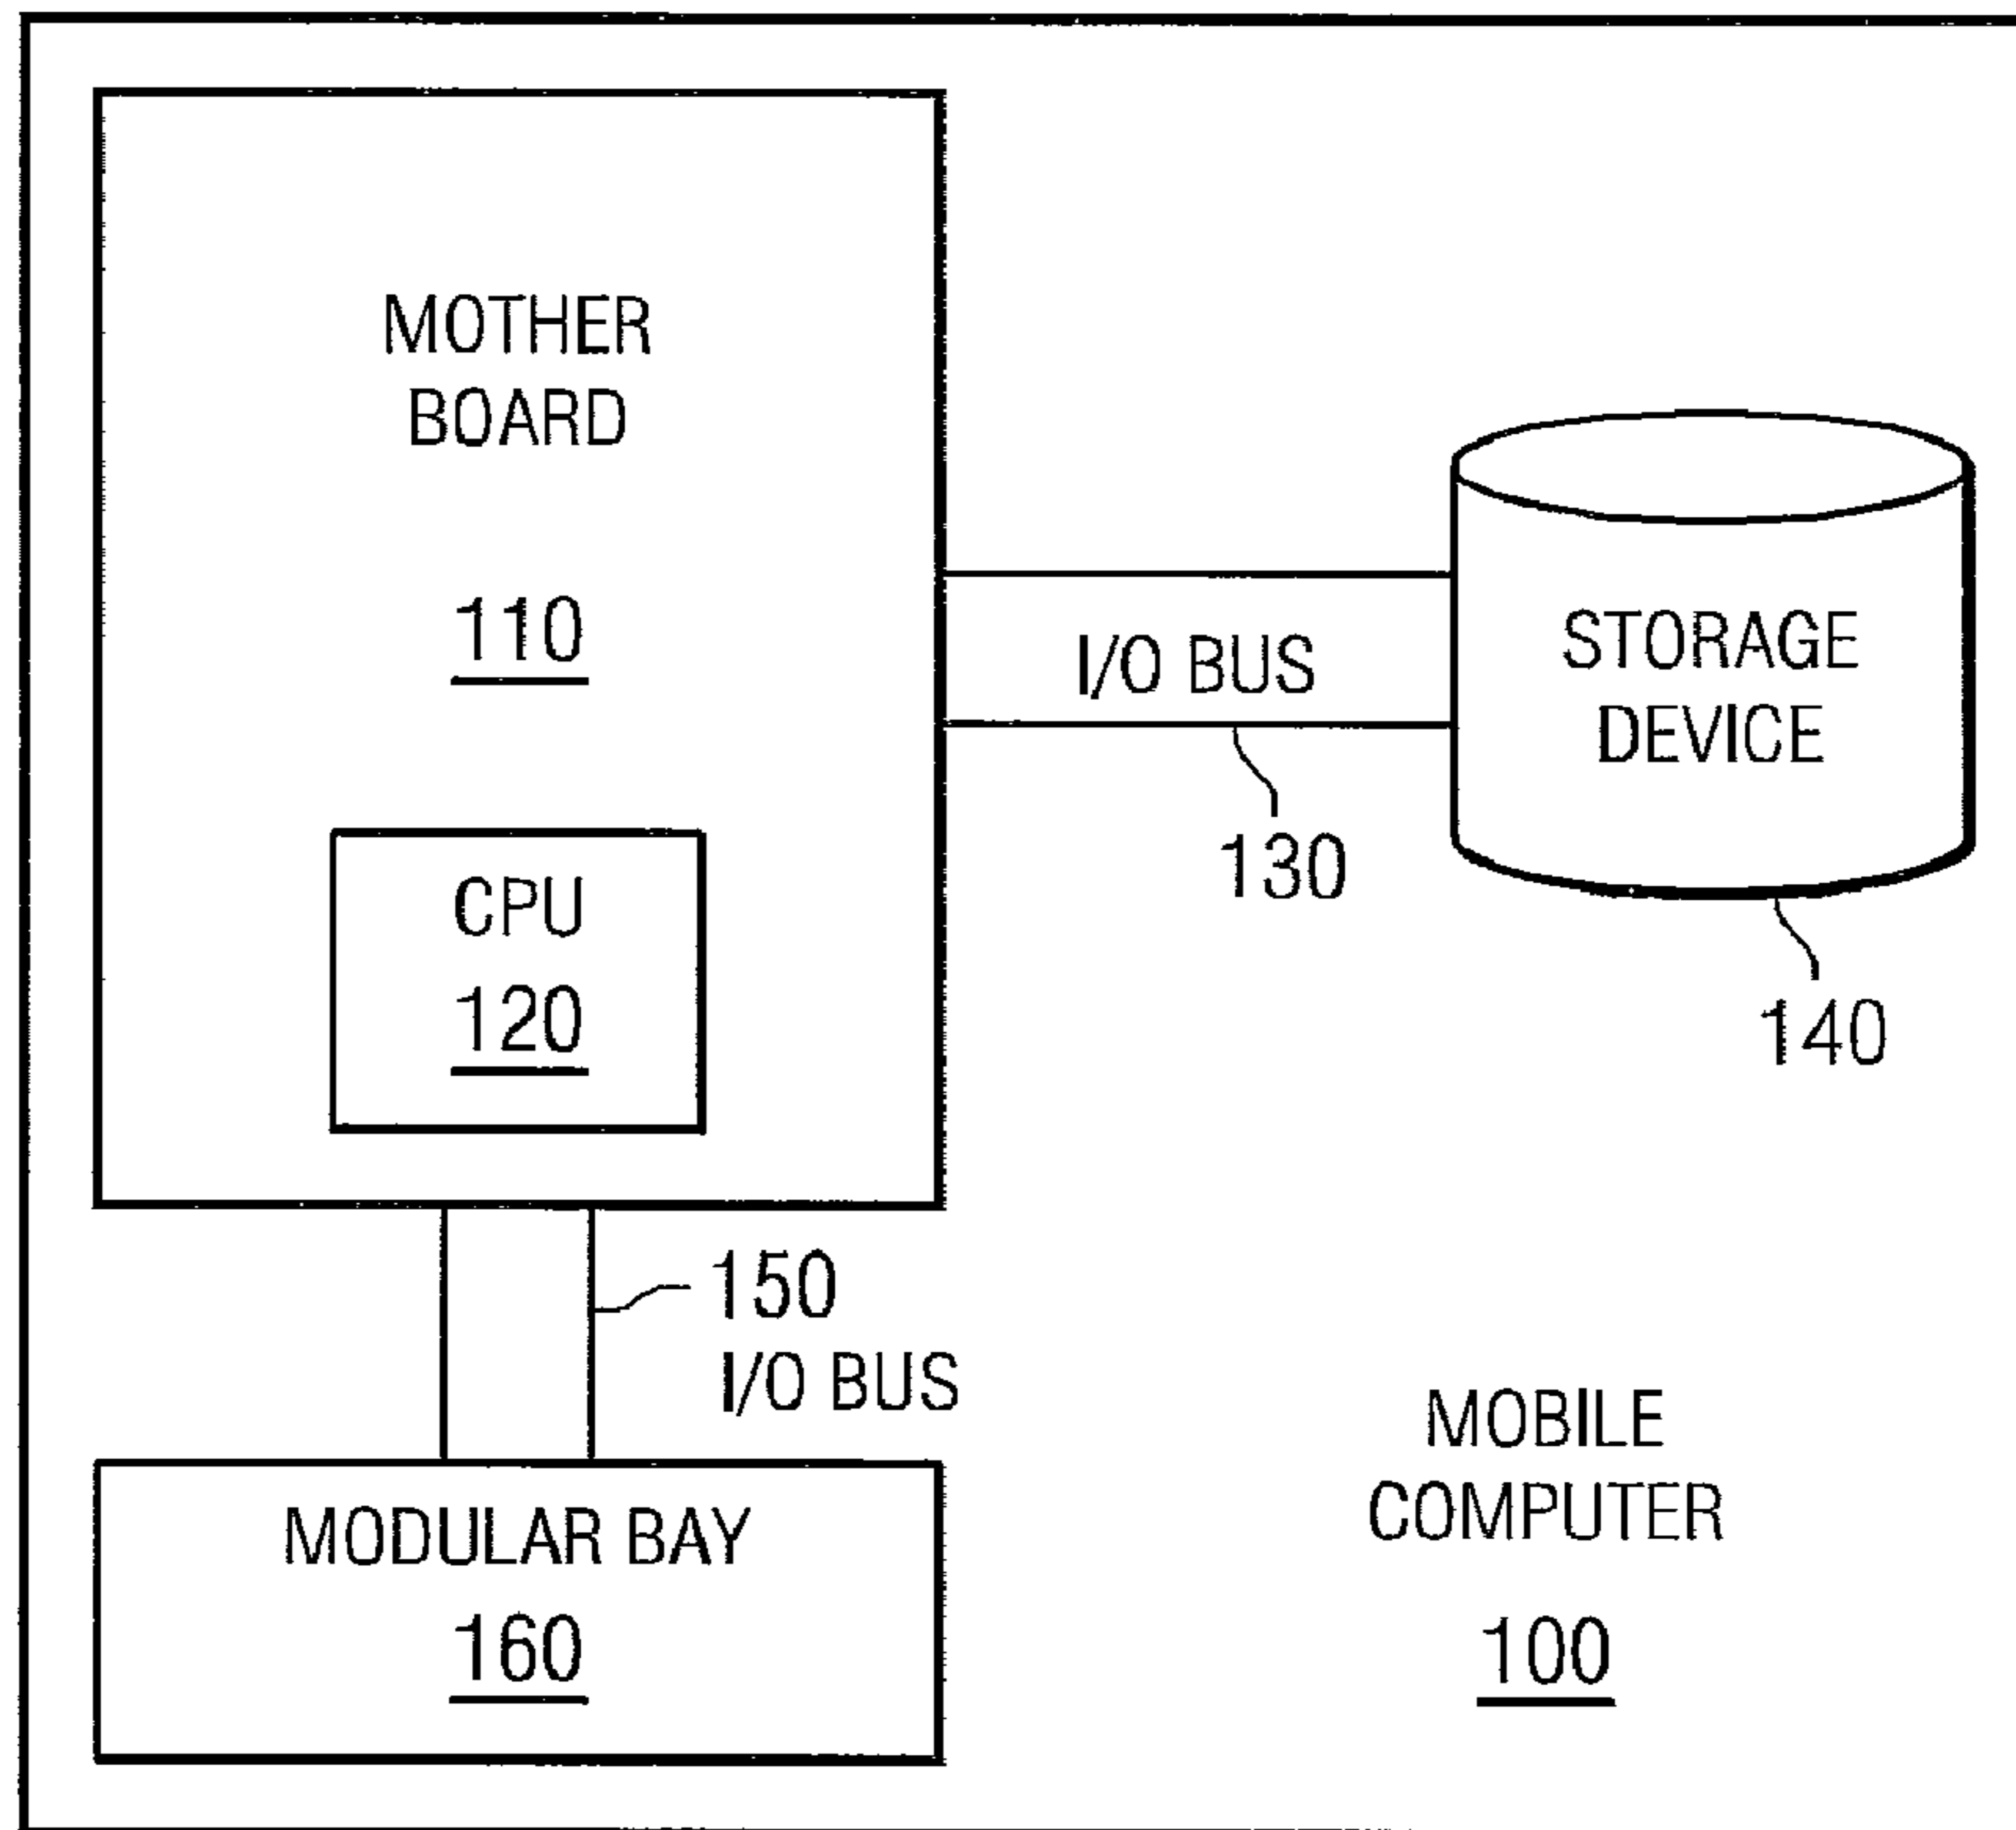 MOTHER
BOARD
110
CPU
120
I/O BUS
130
STORAGE
DEVICE
140
150
I/O BUS
MODULAR BAY
160
MOBILE
COMPUTER
100